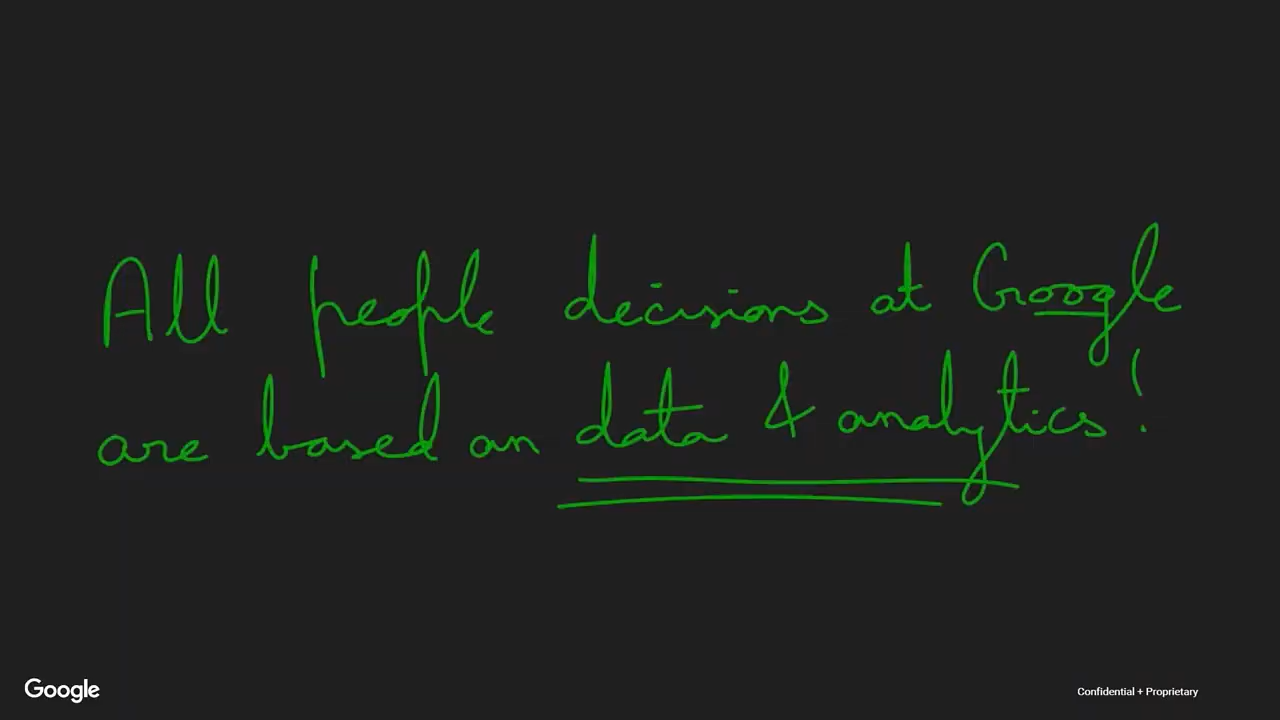 All people decisions at Google
are based on data & analytics!
Google
Confidential + Proprietary